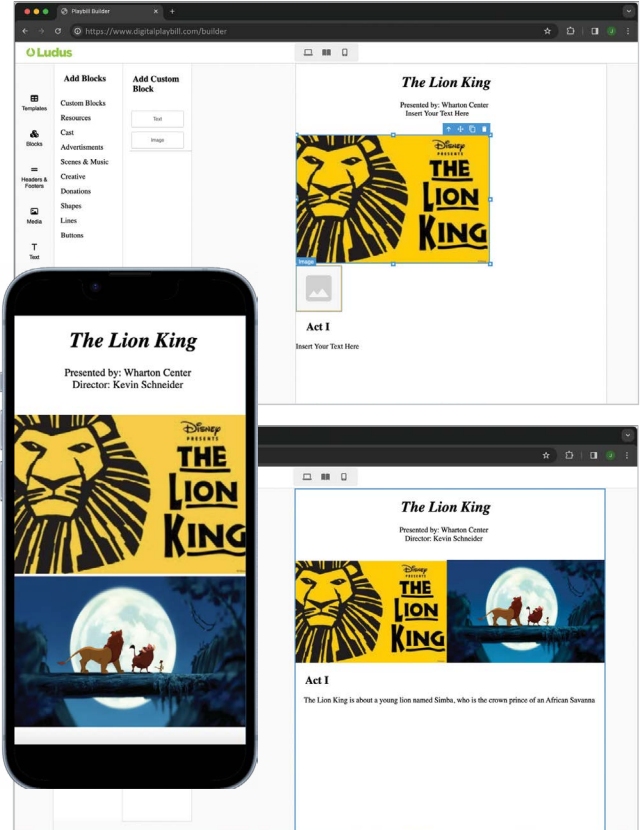 Playbill Builder
https://www.digitalplaybill.com/builder
Ludus
Templates
Blocks
Headers &
Footers
Media
Text
Add Blocks
Custom Blocks
Resources
Cast
Advertisments
Scenes & Music
Creative
Donations
Shapes
Lines
Buttons
Add Custom
Block
Text
Image
The Lion King
Presented by: Wharton Center
Insert Your Text Here
Disney
PRESENTS
THE
LION
KING
Image
Act I
Insert Your Text Here
The Lion King
Presented by: Wharton Center
Director: Kevin Schneider
Disney
PRESENTS
THE
LION
KING
The Lion King
Presented by: Wharton Center
Director: Kevin Schneider
Disney
PRESENTS
THE
LION
KING
Act I
The Lion King is about a young lion named Simba, who is the crown prince of an African Savanna